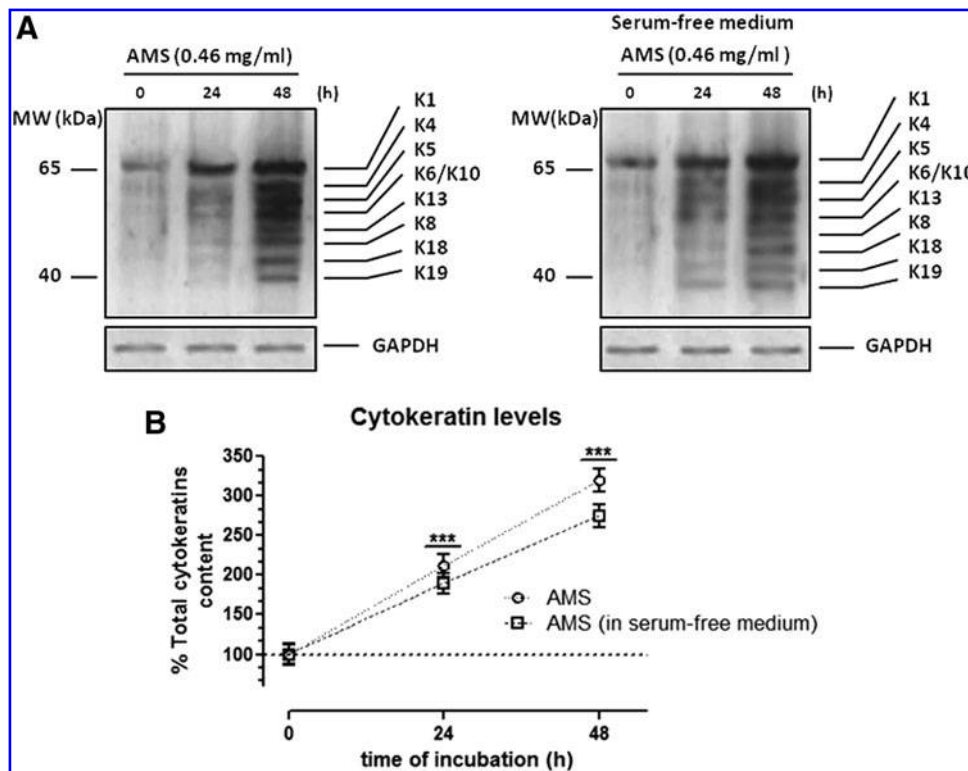 A
AMS (0.46 mg/ml)
0 24 48 (h)
MW (kDa)
65
40
K1
K4
K5
K6/K10
K13
K8
K18
K19
GAPDH
Serum-free medium
AMS (0.46 mg/ml )
0 24 48 (h)
MW (kDa)
65
40
K1
K4
K5
K6/K10
K13
K8
K18
K19
GAPDH
B
Cytokeratin levels
% Total cytokeratins
content
350
300
250
200
150
100
***
***
AMS
AMS (in serum-free medium)
0 24 48
time of incubation (h)